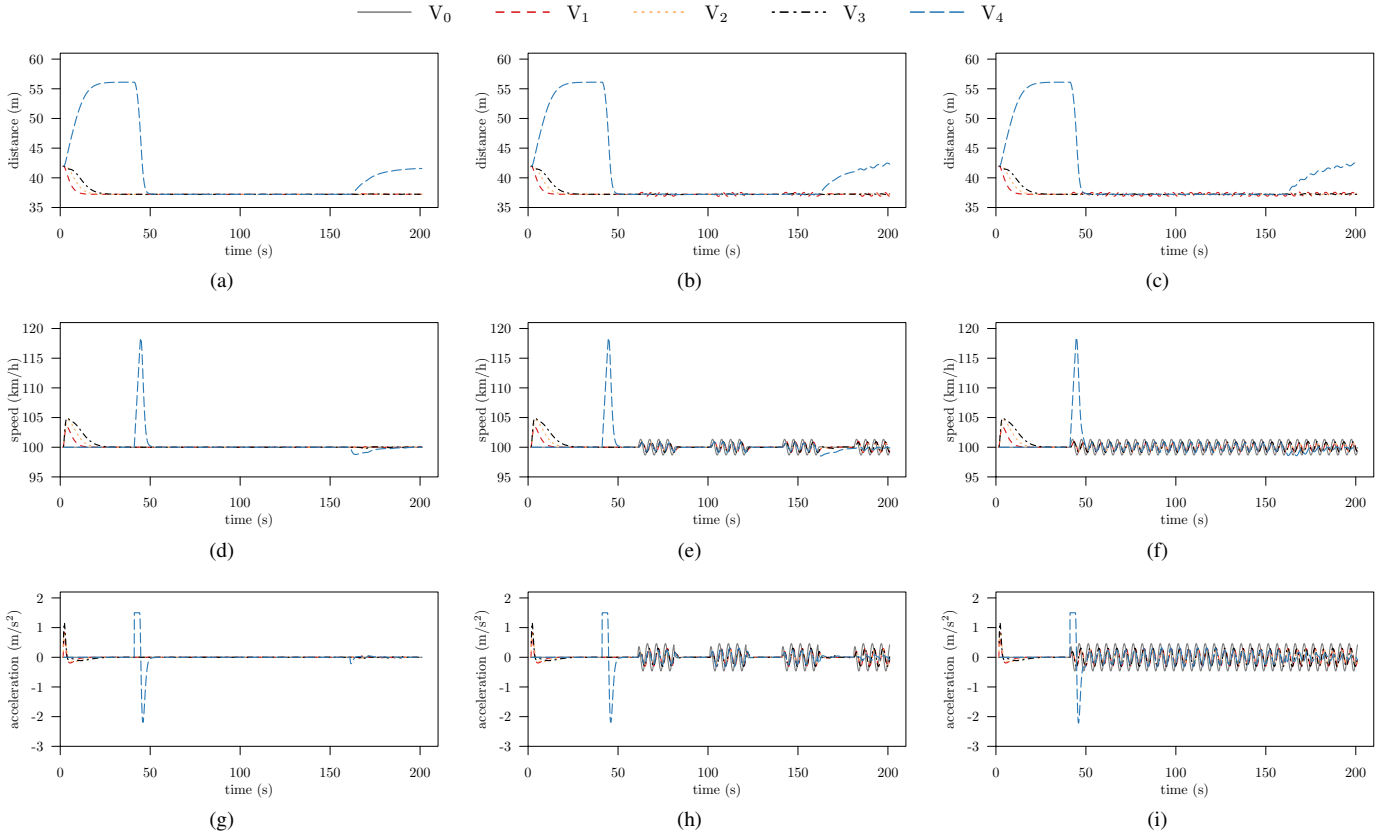 V₀ V₁ V₂ V₃ V₄
60
55
50
45
40
35
distance (m)
0 50 100 150 200
time (s)
(a)
60
55
50
45
40
35
distance (m)
0 50 100 150 200
time (s)
(b)
60
55
50
45
40
35
distance (m)
0 50 100 150 200
time (s)
(c)
120
115
110
105
100
95
speed (km/h)
0 50 100 150 200
time (s)
(d)
120
115
110
105
100
95
speed (km/h)
0 50 100 150 200
time (s)
(e)
120
115
110
105
100
95
speed (km/h)
0 50 100 150 200
time (s)
(f)
2
1
0
-1
-2
-3
acceleration (m/s²)
0 50 100 150 200
time (s)
(g)
2
1
0
-1
-2
-3
acceleration (m/s²)
0 50 100 150 200
time (s)
(h)
2
1
0
-1
-2
-3
acceleration (m/s²)
0 50 100 150 200
time (s)
(i)